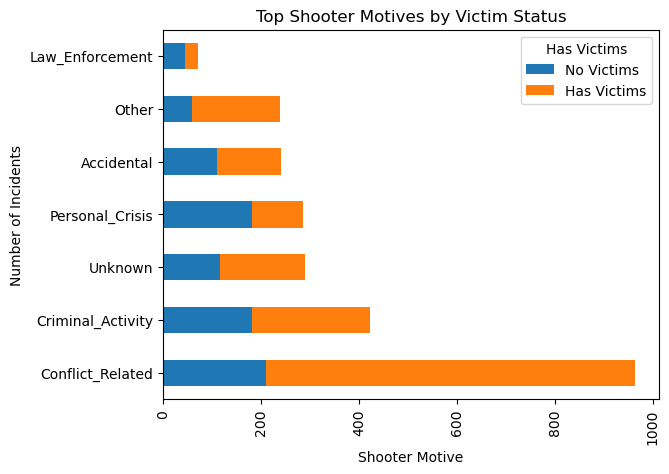 Top Shooter Motives by Victim Status
Has Victims
No Victims
Has Victims
Number of Incidents
Law_Enforcement
Other
Accidental
Personal_Crisis
Unknown
Criminal_Activity
Conflict_Related
0
200
400
600
800
1000
Shooter Motive